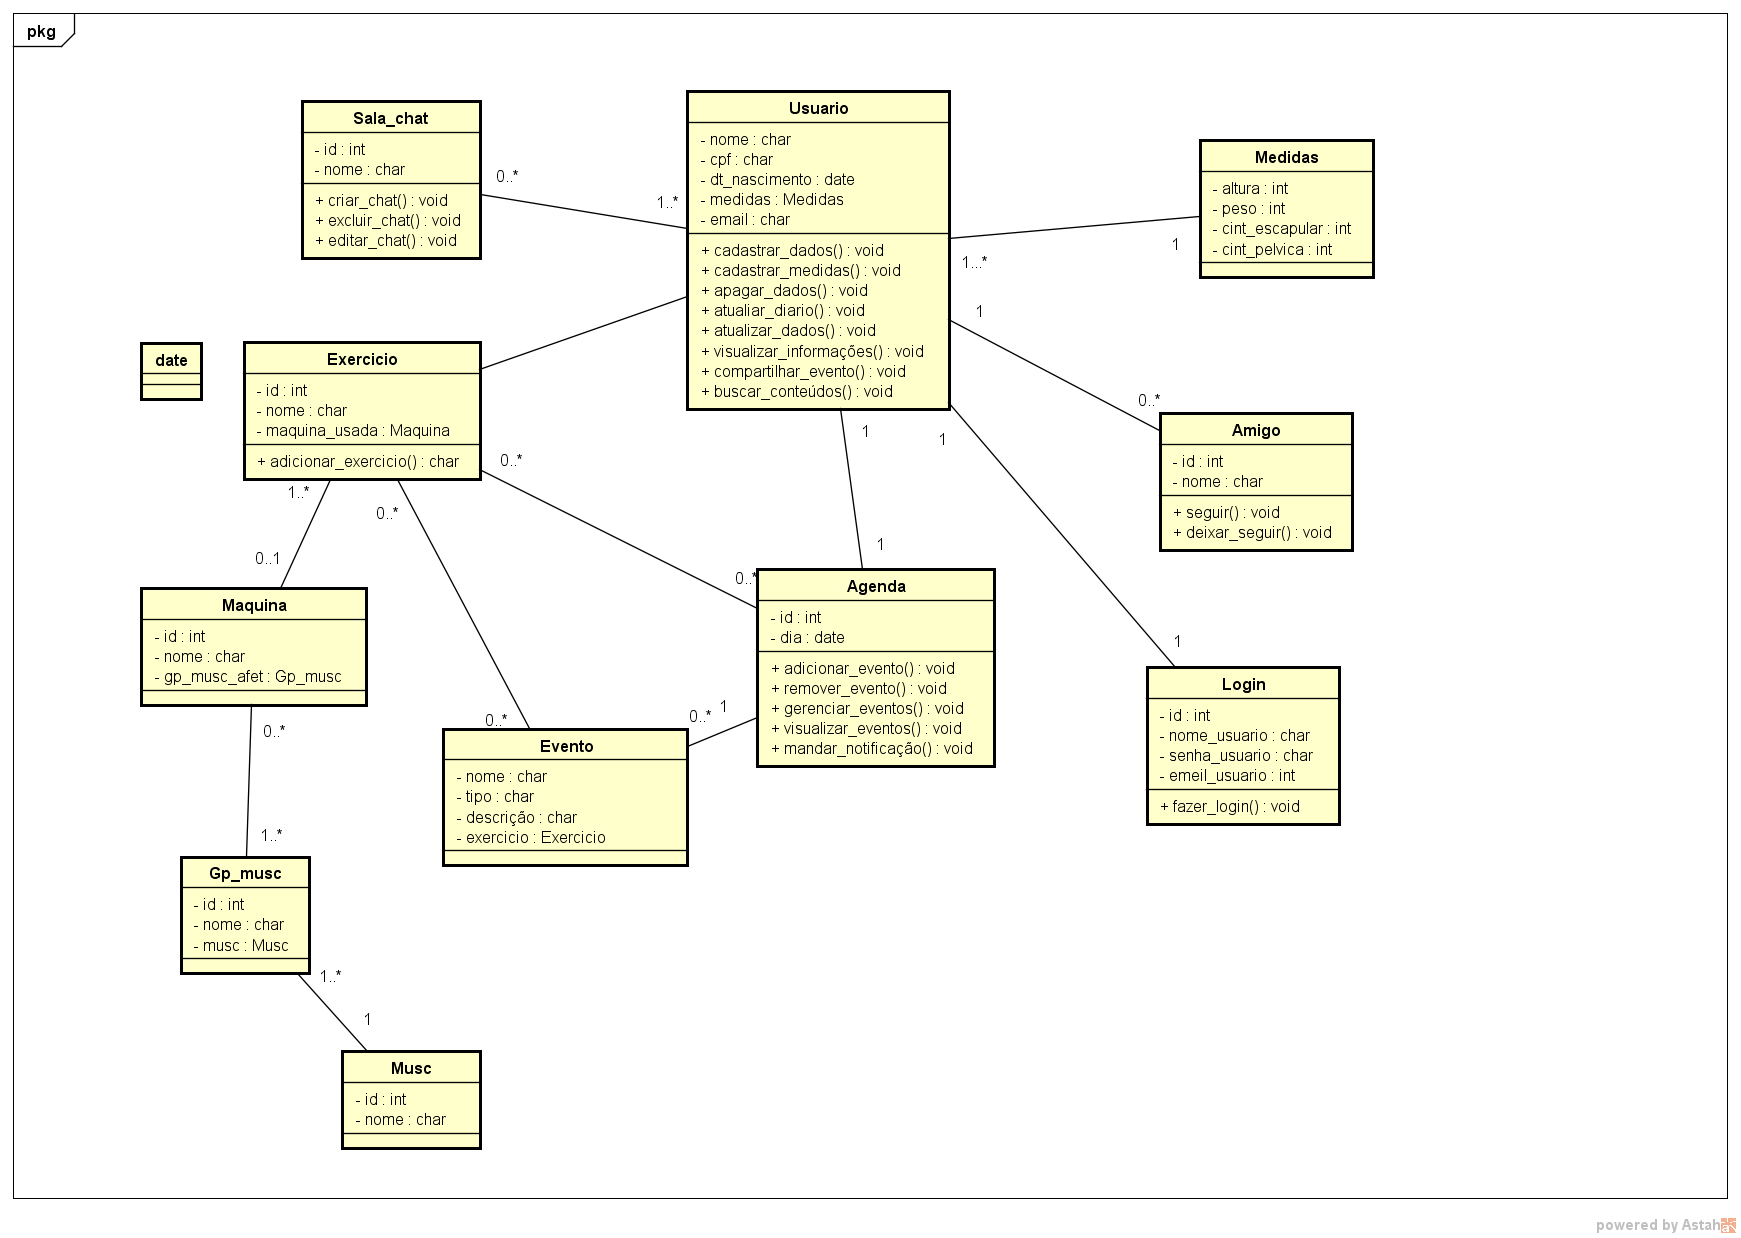 pkg
Sala_chat
- id : int
- nome : char
+ criar_chat() : void
+ excluir_chat() : void
+ editar_chat() : void
0..*
1..*
Usuario
- nome : char
- cpf : char
- dt_nascimento : date
- medidas : Medidas
- email : char
+ cadastrar_dados() : void
+ cadastrar_medidas() : void
+ apagar_dados() : void
+ atualiar_diario() : void
+ atualizar_dados() : void
+ visualizar_informações() : void
+ compartilhar_evento() : void
+ buscar_conteúdos() : void
Medidas
- altura : int
- peso : int
- cint_escapular : int
- cint_pelvica : int
1...*
1
date
Exercicio
- id : int
- nome : char
- maquina_usada : Maquina
+ adicionar_exercicio() : char
1
0..*
Amigo
- id : int
- nome : char
+ seguir() : void
+ deixar_seguir() : void
1
1
1
1
0..*
0..*
1..*
0..1
0..*
0..*
Maquina
- id : int
- nome : char
- gp_musc_afet : Gp_musc
Agenda
- id : int
- dia : date
+ adicionar_evento() : void
+ remover_evento() : void
+ gerenciar_eventos() : void
+ visualizar_eventos() : void
+ mandar_notificação() : void
Login
- id : int
- nome_usuario : char
- senha_usuario : char
- emeil_usuario : int
+ fazer_login() : void
0..*
1
Evento
- nome : char
- tipo : char
- descrição : char
- exercicio : Exercicio
0..*
1..*
Gp_musc
- id : int
- nome : char
- musc : Musc
1..*
1
Musc
- id : int
- nome : char
powered by Astah